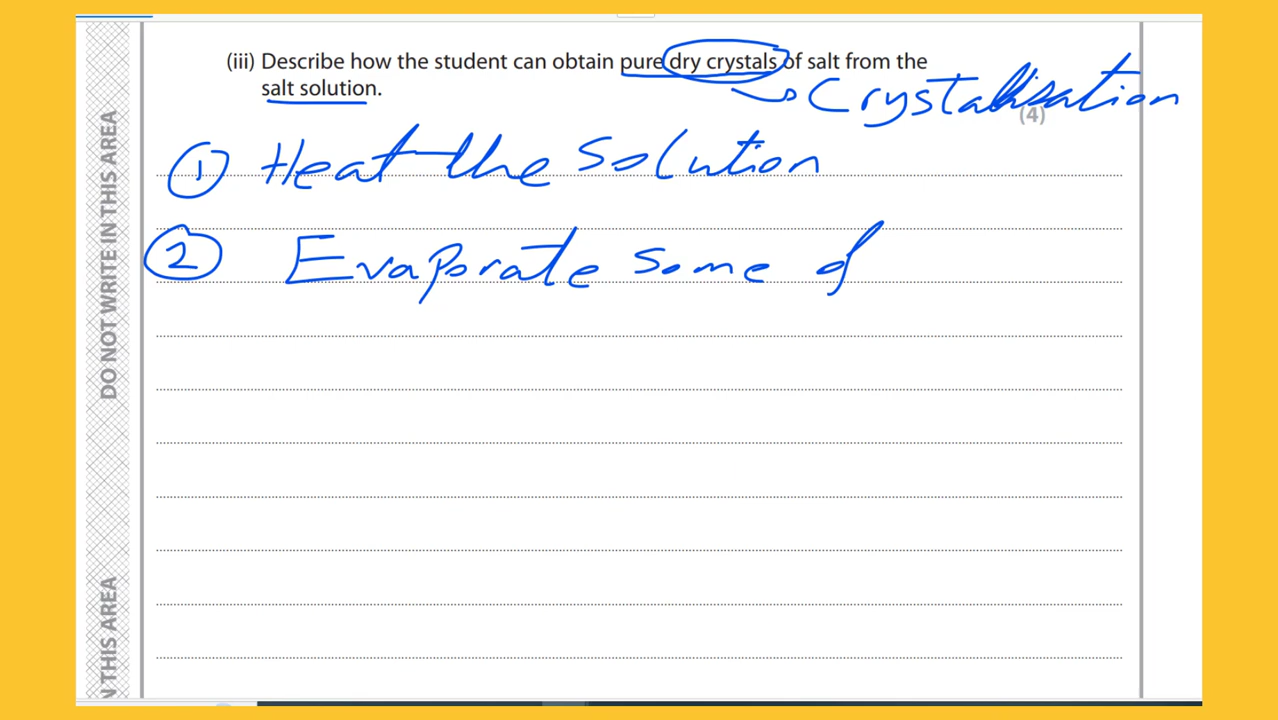 (iii) Describe how the student can obtain pure dry crystals of salt from the
salt solution.
Crystallisation
(4)
① Heat the solution
② Evaporate some of
DO NOT WRITE IN THIS AREA
THIS AREA